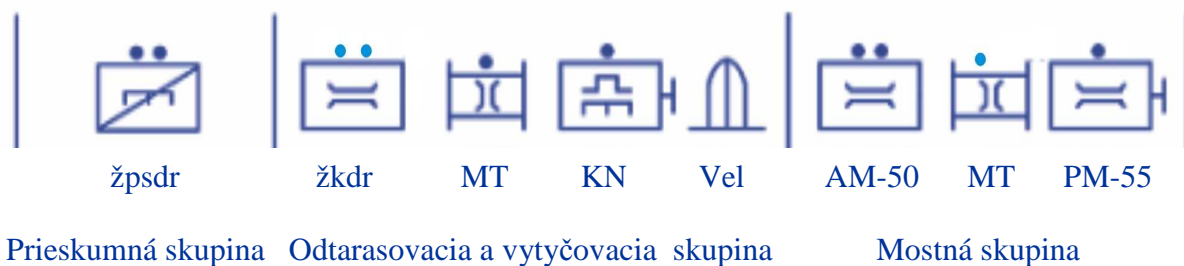 žpsdr žkdr MT KN Vel AM-50 MT PM-55
Prieskumná skupina Odtarasovacia a vytyčovacia skupina Mostná skupina